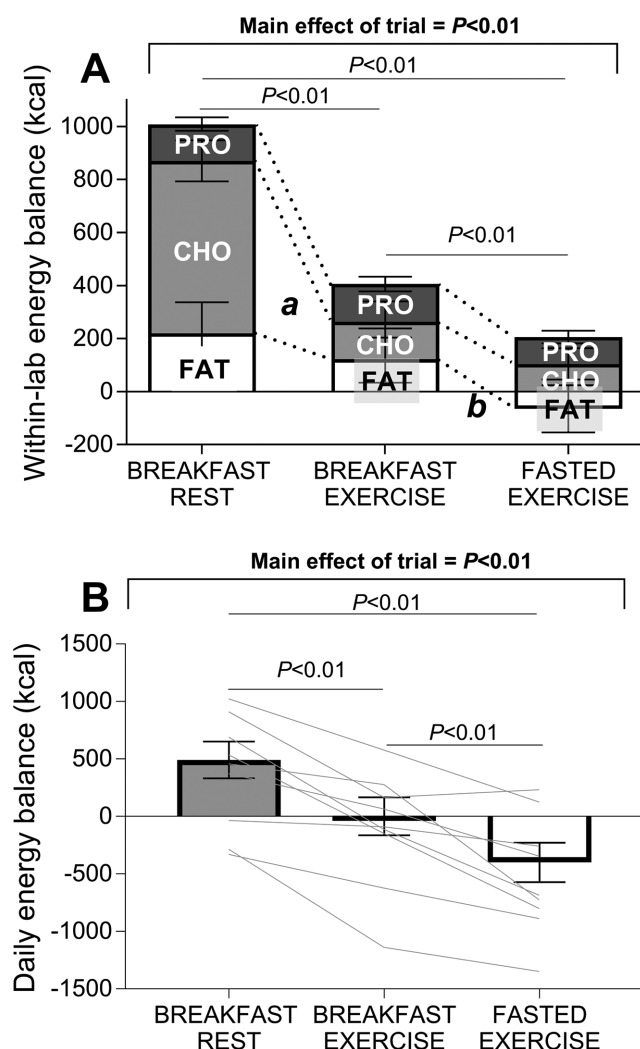 Main effect of trial = P<0.01
A
P<0.01
P<0.01
P<0.01
Within-lab energy balance (kcal)
1000
800
600
400
200
0
-200
PRO
CHO
FAT
a
PRO
CHO
FAT
b
PRO
CHO
FAT
BREAKFAST
REST
BREAKFAST
EXERCISE
FASTED
EXERCISE
Main effect of trial = P<0.01
B
P<0.01
P<0.01
P<0.01
Daily energy balance (kcal)
1500
1000
500
0
-500
-1000
-1500
BREAKFAST
REST
BREAKFAST
EXERCISE
FASTED
EXERCISE